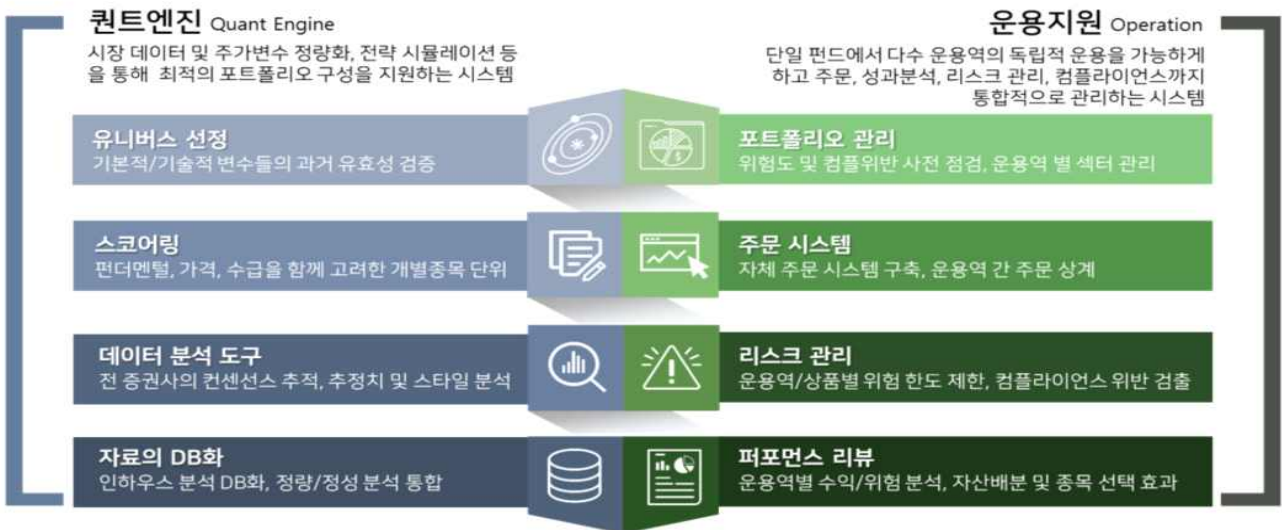 퀀트엔진 Quant Engine
시장 데이터 및 주가변수 정량화, 전략 시뮬레이션 등
을 통해 최적의 포트폴리오 구성을 지원하는 시스템
운용지원 Operation
단일 펀드에서 다수 운용역의 독립적 운용을 가능하게
하고 주문, 성과분석, 리스크 관리, 컴플라이언스까지
통합적으로 관리하는 시스템
유니버스 선정
기본적/기술적 변수들의 과거 유효성 검증
포트폴리오 관리
위험도 및 컴플위반 사전 점검, 운용역 별 섹터 관리
스코어링
펀더멘털, 가격, 수급을 함께 고려한 개별종목 단위
주문 시스템
자체 주문 시스템 구축, 운용역 간 주문 상계
데이터 분석 도구
전 증권사의 컨센선스 추적, 추정치 및 스타일 분석
리스크 관리
운용역/상품별 위험 한도 제한, 컴플라이언스 위반 검출
자료의 DB화
인하우스 분석 DB화, 정량/정성 분석 통합
퍼포먼스 리뷰
운용역별 수익/위험 분석, 자산배분 및 종목 선택 효과